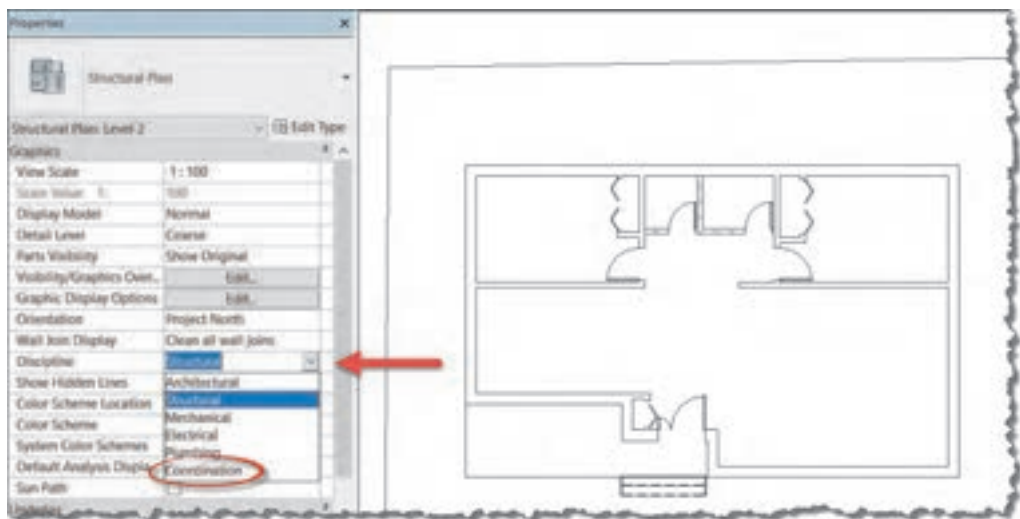 Properties
Structural Plan
Structural Plan: Level 2
Edit Type
Graphics
View Scale 1 : 100
Scale Value 1: 100
Display Model Normal
Detail Level Coarse
Parts Visibility Show Original
Visibility/Graphics Over... Edit...
Graphic Display Options Edit...
Orientation Project North
Wall Join Display Clean all wall joins
Discipline Structural
Show Hidden Lines Architectural
Color Scheme Location Structural
Color Scheme Mechanical
Electrical
System Color Schemes Plumbing
Default Analysis Displa... Coordination
Sun Path